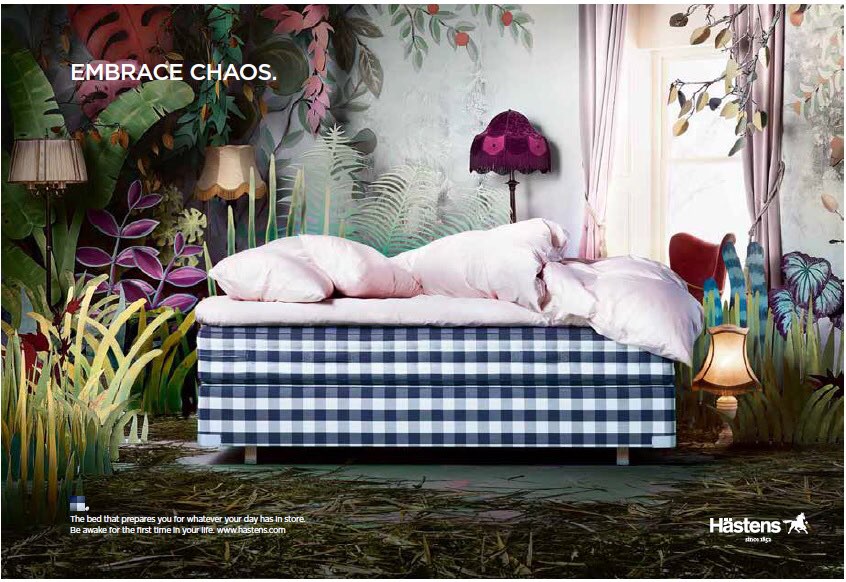 EMBRACE CHAOS.
The bed that prepares you for whatever your day has in store.
Be awake for the first time in your life. www.hastens.com
Hästens
since 1852